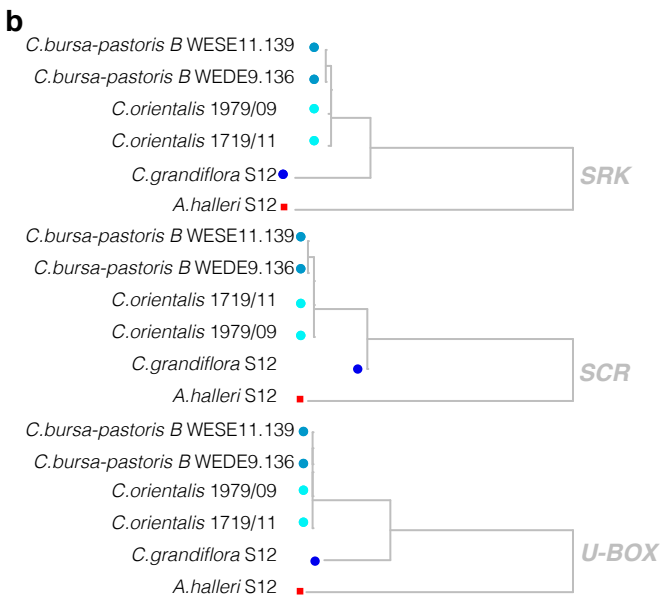 b
C.bursa-pastoris B WESE11.139
C.bursa-pastoris B WEDE9.136
C.orientalis 1979/09
C.orientalis 1719/11
C.grandiflora S12
A.halleri S12
SRK
C.bursa-pastoris B WESE11.139
C.bursa-pastoris B WEDE9.136
C.orientalis 1719/11
C.orientalis 1979/09
C.grandiflora S12
A.halleri S12
SCR
C.bursa-pastoris B WESE11.139
C.bursa-pastoris B WEDE9.136
C.orientalis 1979/09
C.orientalis 1719/11
C.grandiflora S12
A.halleri S12
U-BOX